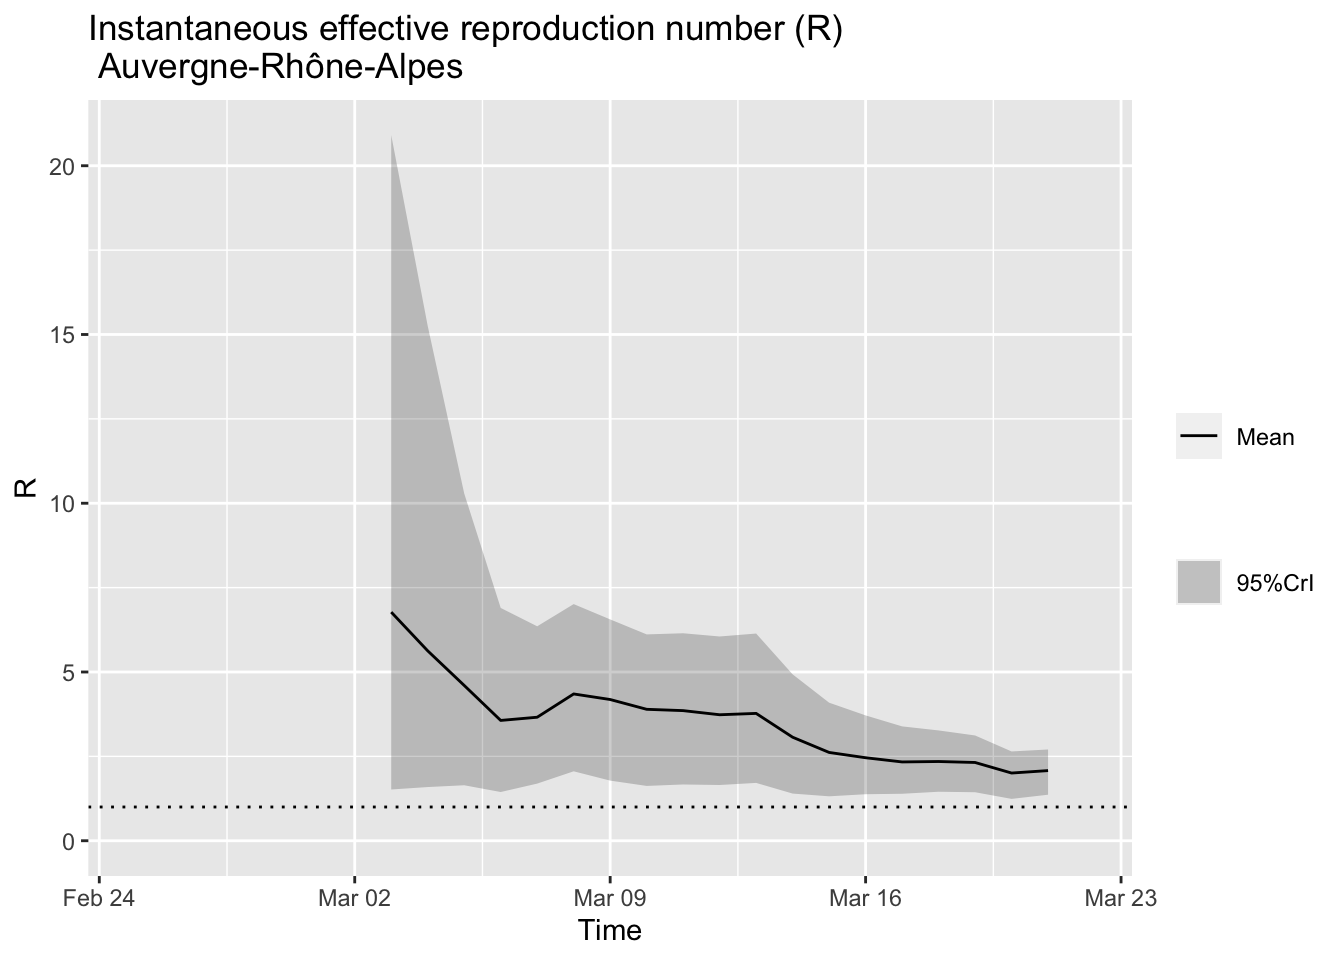 Instantaneous effective reproduction number (R)
Auvergne-Rhône-Alpes
R
20
15
10
5
0
Feb 24
Mar 02
Mar 09
Mar 16
Mar 23
Time
Mean
95%CrI